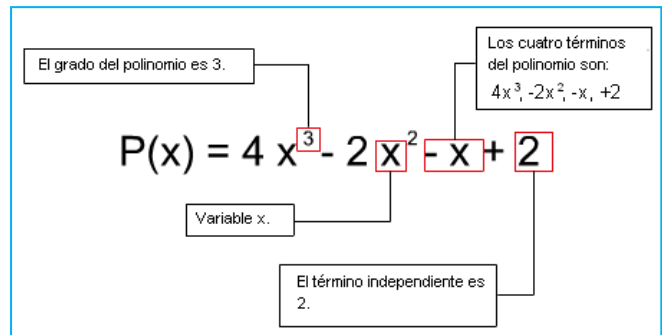 El grado del polinomio es 3.
Los cuatro términos
del polinomio son:
4x³, -2x², -x, +2
P(x) = 4 x³ - 2 x² - x + 2
Variable x.
El término independiente es
2.